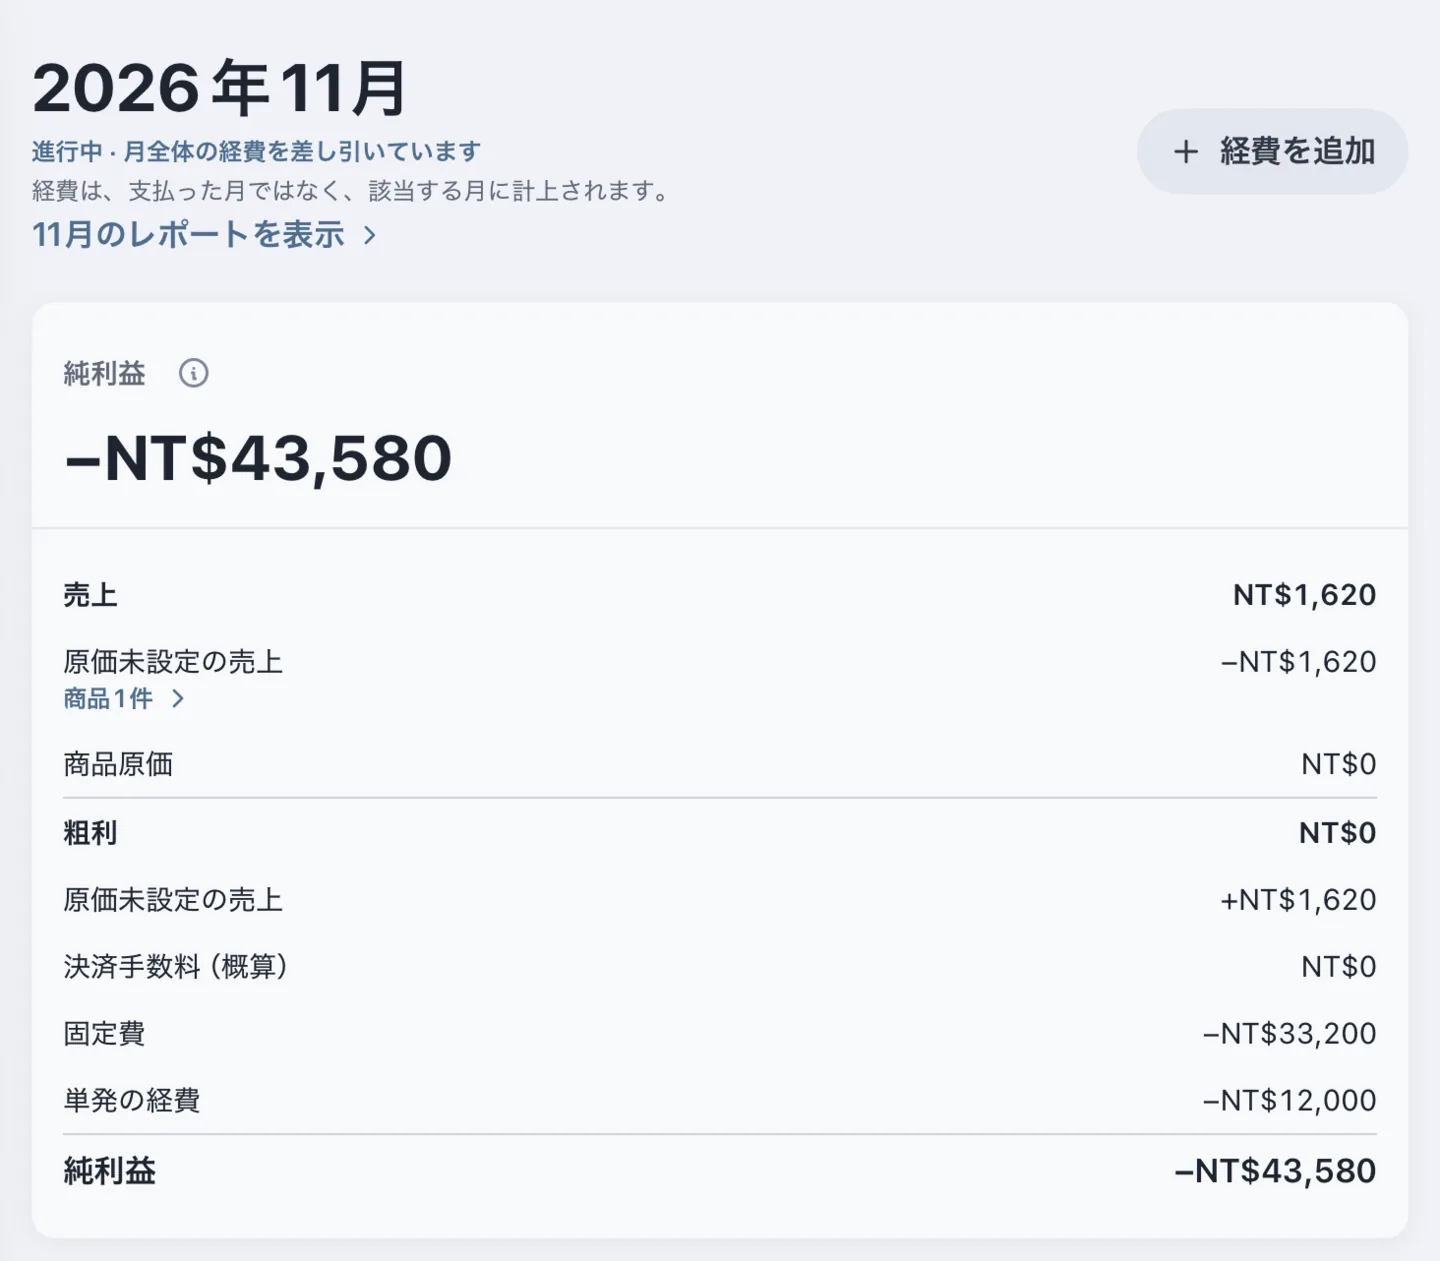 2026年11月
進行中 · 月全体の経費を差し引いています
経費は、支払った月ではなく、該当する月に計上されます。
11月のレポートを表示 >
+ 経費を追加
純利益
–NT$43,580
売上 NT$1,620
原価未設定の売上 –NT$1,620
商品1件 >
商品原価 NT$0
粗利 NT$0
原価未設定の売上 +NT$1,620
決済手数料（概算） NT$0
固定費 –NT$33,200
単発の経費 –NT$12,000
純利益 –NT$43,580